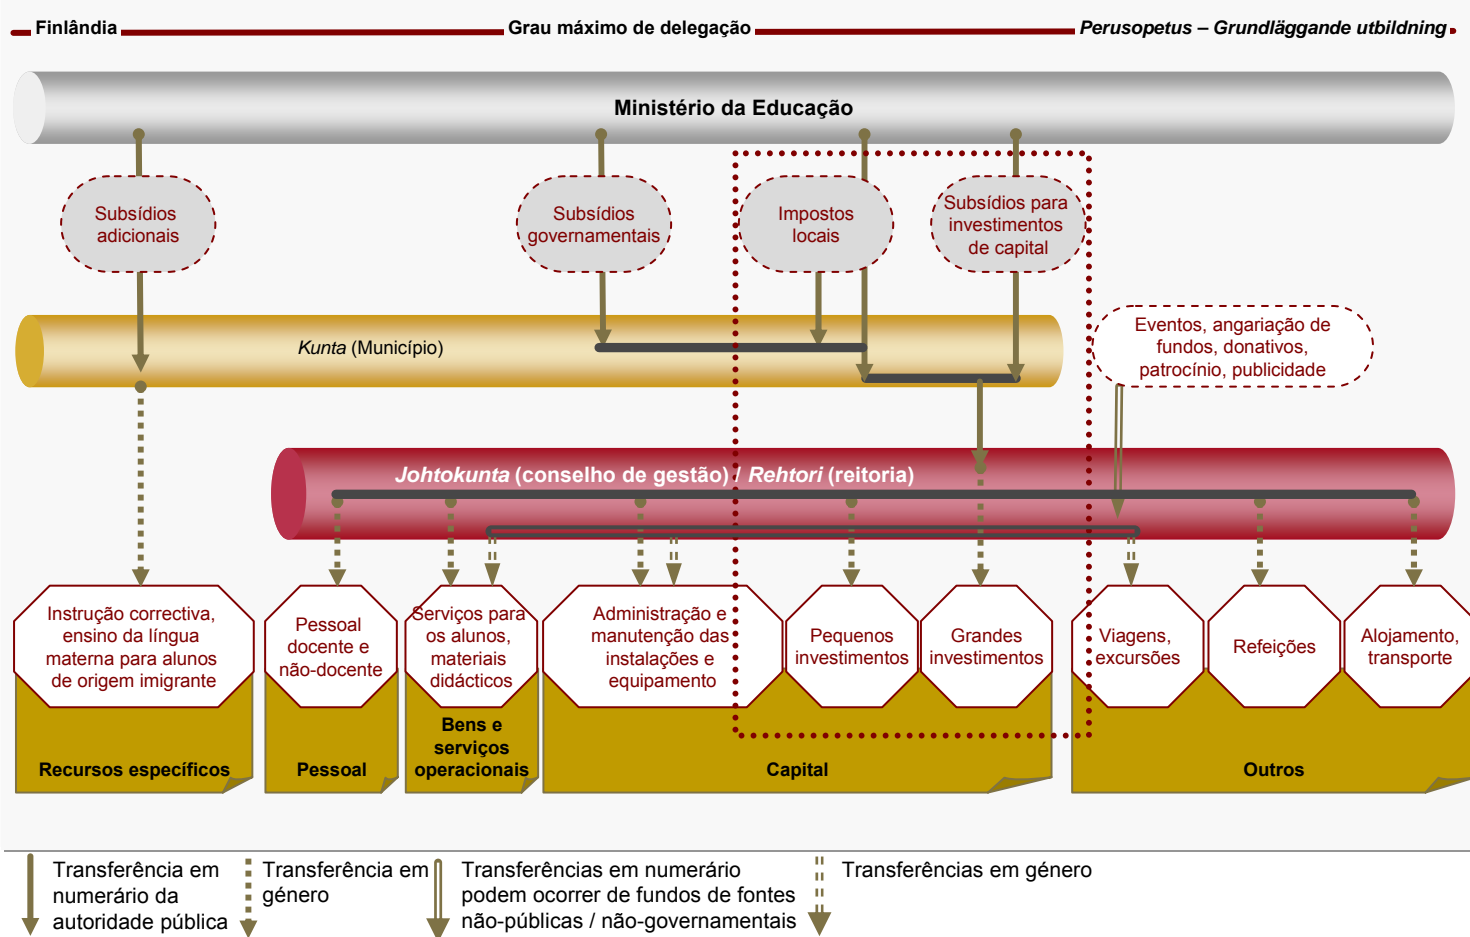 Finlândia
Grau máximo de delegação
Perusopetus – Grundläggande utbildning
Ministério da Educação
Subsídios
adicionais
Subsídios
governamentais
Impostos
locais
Subsídios para
investimentos
de capital
Kunta (Município)
Eventos, angariação de
fundos, donativos,
patrocínio, publicidade
Johtokunta (conselho de gestão) / Rehtori (reitoria)
Instrução correctiva,
ensino da língua
materna para alunos
de origem imigrante
Pessoal
docente e
não-docente
Serviços para
os alunos,
materiais
didácticos
Administração e
manutenção das
instalações e
equipamento
Pequenos
investimentos
Grandes
investimentos
Viagens,
excursões
Refeições
Alojamento,
transporte
Recursos específicos
Pessoal
Bens e
serviços
operacionais
Capital
Outros
Transferência em
numerário da
autoridade pública
Transferência em
género
Transferências em numerário
podem ocorrer de fundos de fontes
não-públicas / não-governamentais
Transferências em género